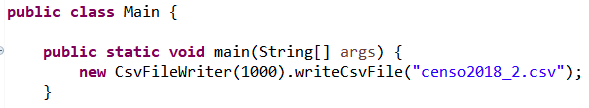 public class Main {
public static void main(String[] args) {
new CsvFileWriter(1000).writeCsvFile("censo2018_2.csv");
}